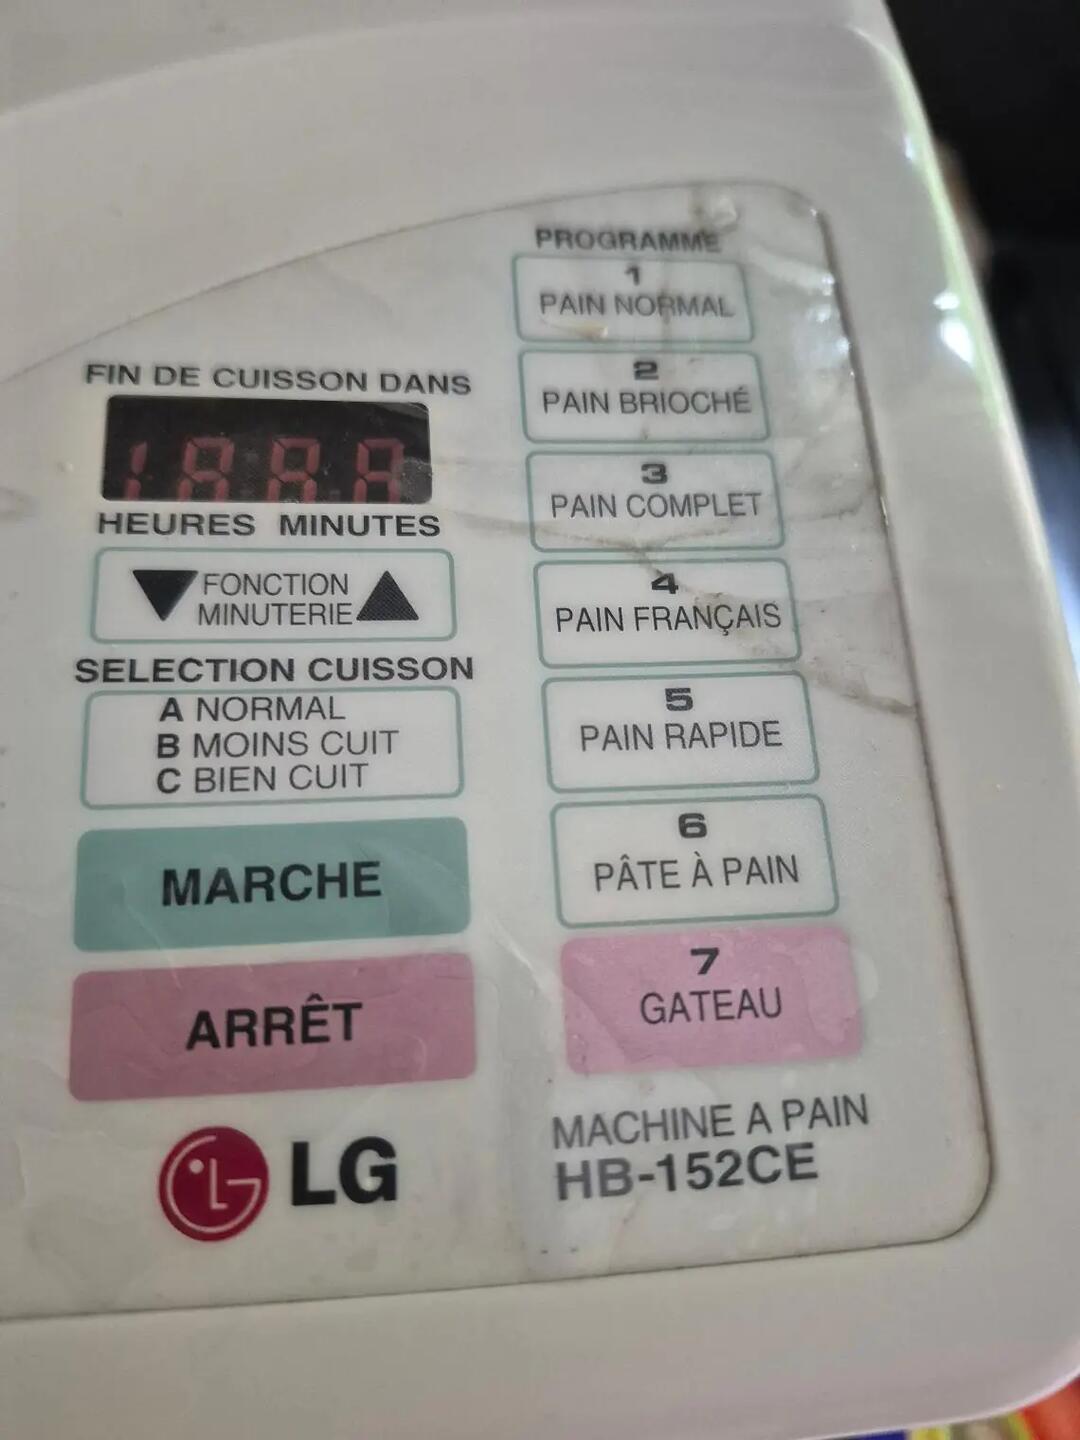 FIN DE CUISSON DANS
HEURES MINUTES
FONCTION
MINUTERIE
SELECTION CUISSON
A NORMAL
B MOINS CUIT
C BIEN CUIT
MARCHE
ARRÊT
LG
PROGRAMME
1
PAIN NORMAL
2
PAIN BRIOCHÉ
3
PAIN COMPLET
4
PAIN FRANÇAIS
5
PAIN RAPIDE
6
PÂTE À PAIN
7
GATEAU
MACHINE A PAIN
HB-152CE